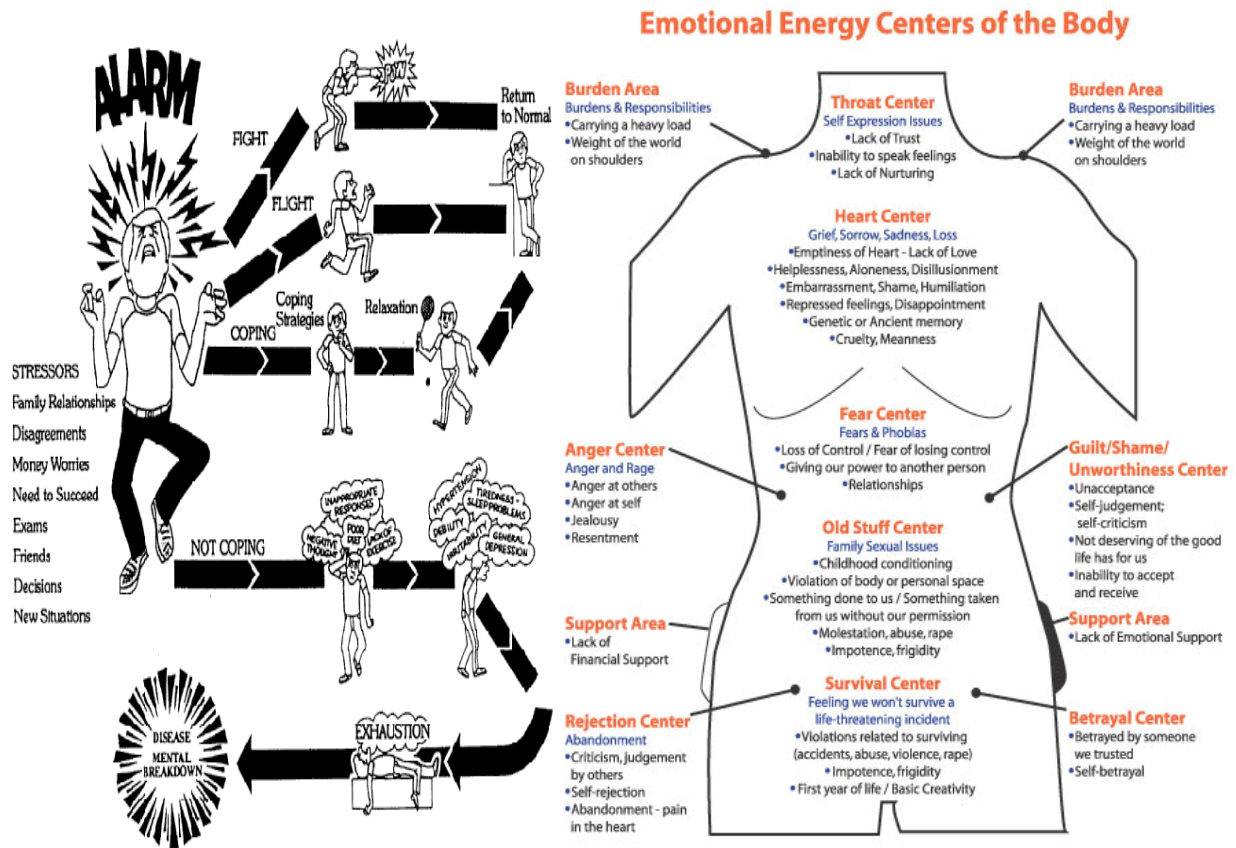 ALARM
FIGHT
POW
Return
to Normal
FLIGHT
COPING
Coping
Strategies
Relaxation
STRESSORS
Family Relationships
Disagreements
Money Worries
Need to Succeed
Exams
Friends
Decisions
New Situations
NOT COPING
INAPPROPRIATE
RESPONSES
NEGATIVE
THOUGHT
POOR
DIET
LACK OF
EXERCISE
HYPERTENSION
TIREDNESS -
SLEEP PROBLEMS
DEBILITY
IRRITABILITY
GENERAL
DEPRESSION
EXHAUSTION
DISEASE
MENTAL
BREAKDOWN
Emotional Energy Centers of the Body
Burden Area
Burdens & Responsibilities
•Carrying a heavy load
•Weight of the world
on shoulders
Throat Center
Self Expression Issues
•Lack of Trust
•Inability to speak feelings
•Lack of Nurturing
Burden Area
Burdens & Responsibilities
•Carrying a heavy load
•Weight of the world
on shoulders
Heart Center
Grief, Sorrow, Sadness, Loss
•Emptiness of Heart - Lack of Love
•Helplessness, Aloneness, Disillusionment
•Embarrassment, Shame, Humiliation
•Repressed feelings, Disappointment
•Genetic or Ancient memory
•Cruelty, Meanness
Fear Center
Fears & Phobias
•Loss of Control / Fear of losing control
•Giving our power to another person
•Relationships
Anger Center
Anger and Rage
•Anger at others
•Anger at self
•Jealousy
•Resentment
Guilt/Shame/
Unworthiness Center
•Unacceptance
•Self-judgement;
self-criticism
•Not deserving of the good
life has for us
•Inability to accept
and receive
Old Stuff Center
Family Sexual Issues
•Childhood conditioning
•Violation of body or personal space
•Something done to us / Something taken
from us without our permission
•Molestation, abuse, rape
•Impotence, frigidity
Support Area
•Lack of
Financial Support
Support Area
•Lack of Emotional Support
Survival Center
Feeling we won't survive a
life-threatening incident
•Violations related to surviving
(accidents, abuse, violence, rape)
•Impotence, frigidity
•First year of life / Basic Creativity
Rejection Center
Abandonment
•Criticism, judgement
by others
•Self-rejection
•Abandonment - pain
in the heart
Betrayal Center
•Betrayed by someone
we trusted
•Self-betrayal